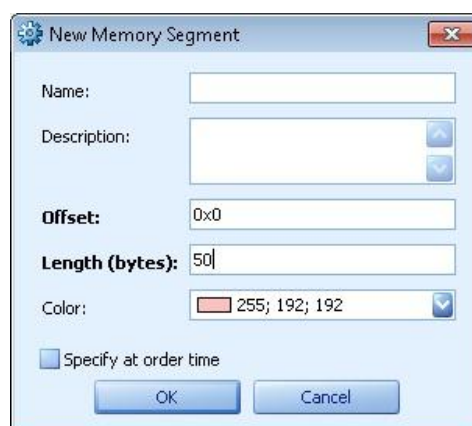 New Memory Segment
Name:
Description:
Offset: 0x0
Length (bytes): 50
Color: 255; 192; 192
Specify at order time
OK Cancel